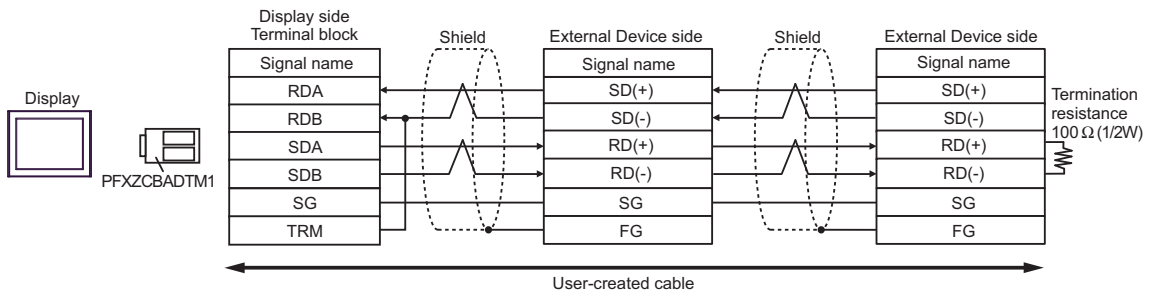 Display side
Terminal block
Shield
External Device side
Shield
External Device side
Signal name
Signal name
Signal name
RDA
SD(+)
SD(+)
Display
Termination
resistance
100 Ω (1/2W)
RDB
SD(-)
SD(-)
SDA
RD(+)
RD(+)
PFXZCBADTM1
SDB
RD(-)
RD(-)
SG
SG
SG
TRM
FG
FG
User-created cable